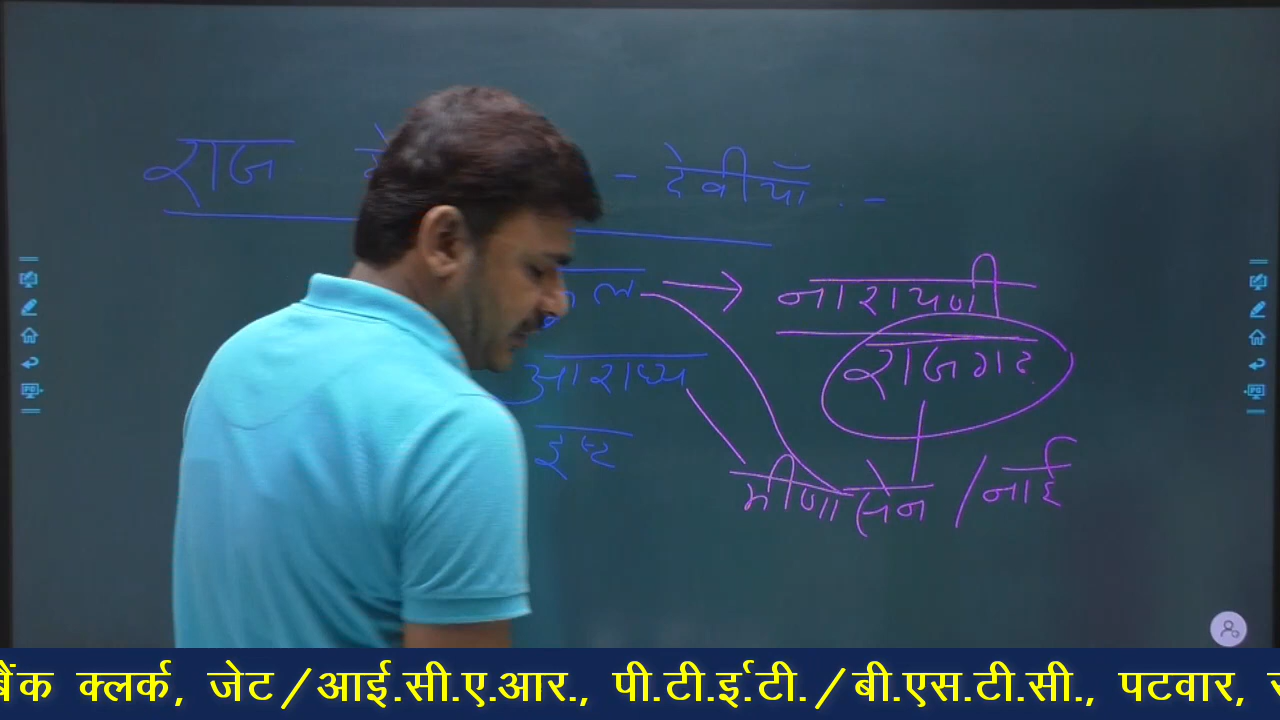 राज - देवीयाँ :-
कुल → नारायणी
राजगढ
आराध्य
इष्ट
मीणा सेन / नाई
बैंक क्लर्क, जेट/आई.सी.ए.आर., पी.टी.ई.टी./बी.एस.टी.सी., पटवार,